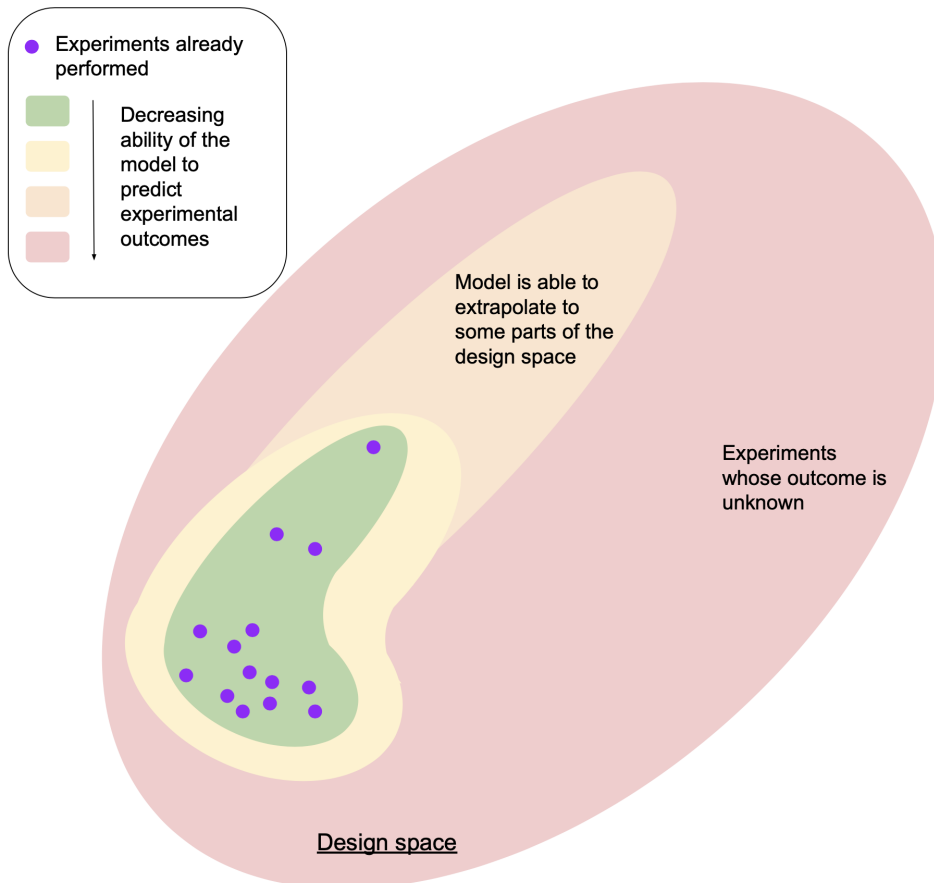 Experiments already
performed
Decreasing
ability of the
model to
predict
experimental
outcomes
Model is able to
extrapolate to
some parts of the
design space
Experiments
whose outcome is
unknown
Design space